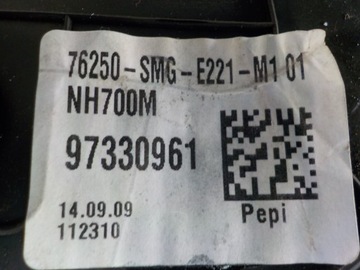 76250-SMG-E221-M1 01
NH700M
97330961
14.09.09
112310
Pepi